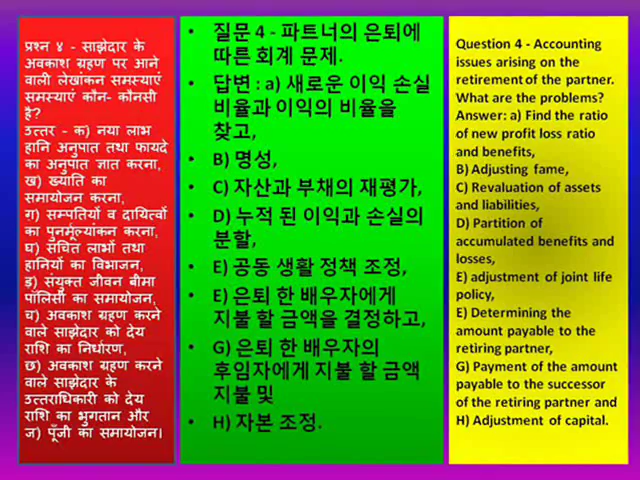 प्रश्न ४ - साझेदार के
अवकाश ग्रहण पर आने
वाली लेखांकन समस्याएं
समस्याएं कौन- कौनसी
है?
उत्तर - क) नया लाभ
हानि अनुपात तथा फायदे
का अनुपात ज्ञात करना,
ख) ख्याति का
समायोजन करना,
ग) सम्पतियों व दायित्वों
का पुनर्मूल्यांकन करना,
घ) संचित लाभों तथा
हानियों का विभाजन,
ड़) संयुक्त जीवन बीमा
पॉलिसी का समायोजन,
च) अवकाश ग्रहण करने
वाले साझेदार को देय
राशि का निर्धारण,
छ) अवकाश ग्रहण करने
वाले साझेदार के
उत्तराधिकारी को देय
राशि का भुगतान और
ज) पूँजी का समायोजन।
• 질문 4 - 파트너의 은퇴에
따른 회계 문제.
• 답변 : a) 새로운 이익 손실
비율과 이익의 비율을
찾고,
• B) 명성,
• C) 자산과 부채의 재평가,
• D) 누적 된 이익과 손실의
분할,
• E) 공동 생활 정책 조정,
• E) 은퇴 한 배우자에게
지불 할 금액을 결정하고,
• G) 은퇴 한 배우자의
후임자에게 지불 할 금액
지불 및
• H) 자본 조정.
Question 4 - Accounting
issues arising on the
retirement of the partner.
What are the problems?
Answer: a) Find the ratio
of new profit loss ratio
and benefits,
B) Adjusting fame,
C) Revaluation of assets
and liabilities,
D) Partition of
accumulated benefits and
losses,
E) adjustment of joint life
policy,
E) Determining the
amount payable to the
retiring partner,
G) Payment of the amount
payable to the successor
of the retiring partner and
H) Adjustment of capital.